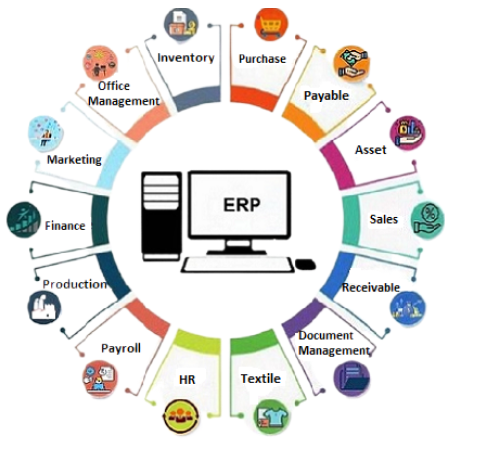 Inventory
Purchase
Office
Management
Payable
Marketing
Asset
ERP
Finance
Sales
Production
Receivable
Payroll
Document
Management
HR
Textile